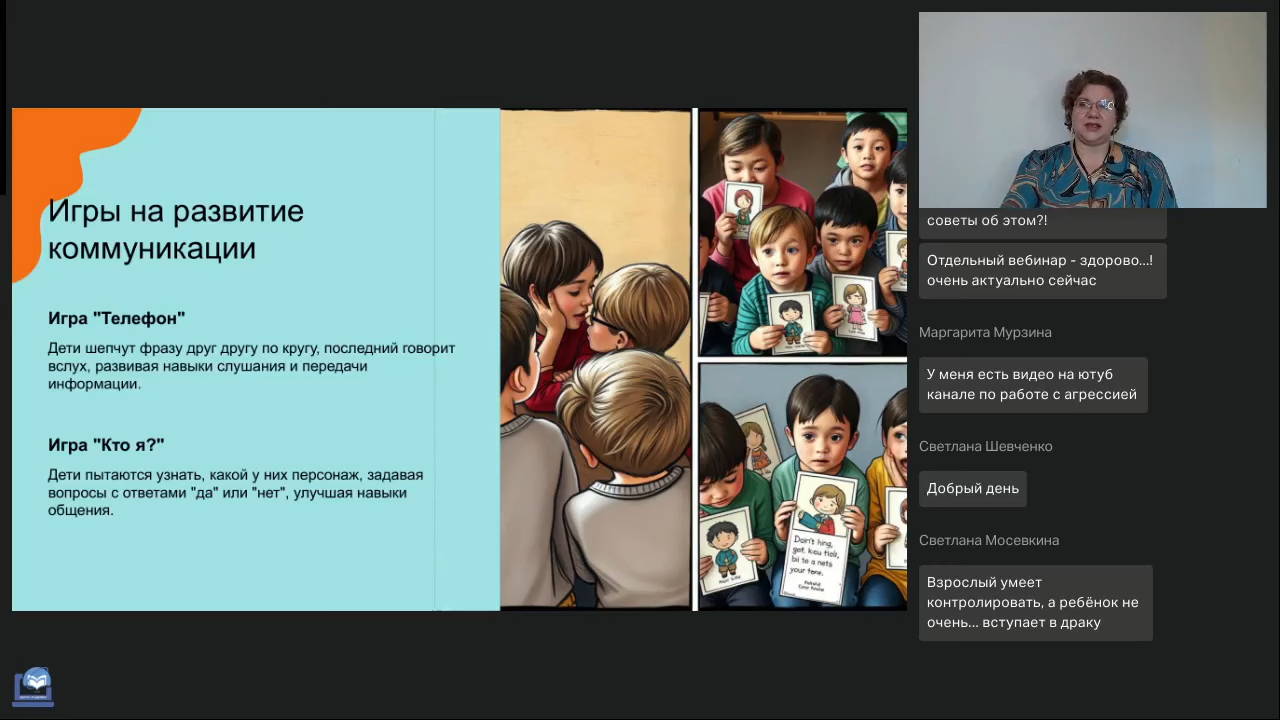 Игры на развитие
коммуникации
Игра "Телефон"
Дети шепчут фразу друг другу по кругу, последний говорит
вслух, развивая навыки слушания и передачи
информации.
Игра "Кто я?"
Дети пытаются узнать, какой у них персонаж, задавая
вопросы с ответами "да" или "нет", улучшая навыки
общения.
your
советы об этом?!
Отдельный вебинар - здорово...!
очень актуально сейчас
Маргарита Мурзина
У меня есть видео на ютуб
канале по работе с агрессией
Светлана Шевченко
Добрый день
Светлана Мосевкина
Взрослый умеет
контролировать, а ребёнок не
очень... вступает в драку